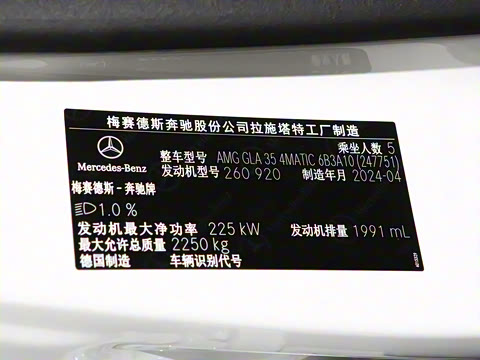 梅赛德斯奔驰股份公司拉施塔特工厂制造
乘坐人数 5
Mercedes-Benz
整车型号 AMG GLA 35 4MATIC 6B3A10 (247751)
发动机型号 260 920 制造年月 2024-04
梅赛德斯－奔驰牌
1.0 %
发动机最大净功率 225 kW 发动机排量 1991 mL
最大允许总质量 2250 kg
德国制造 车辆识别代号